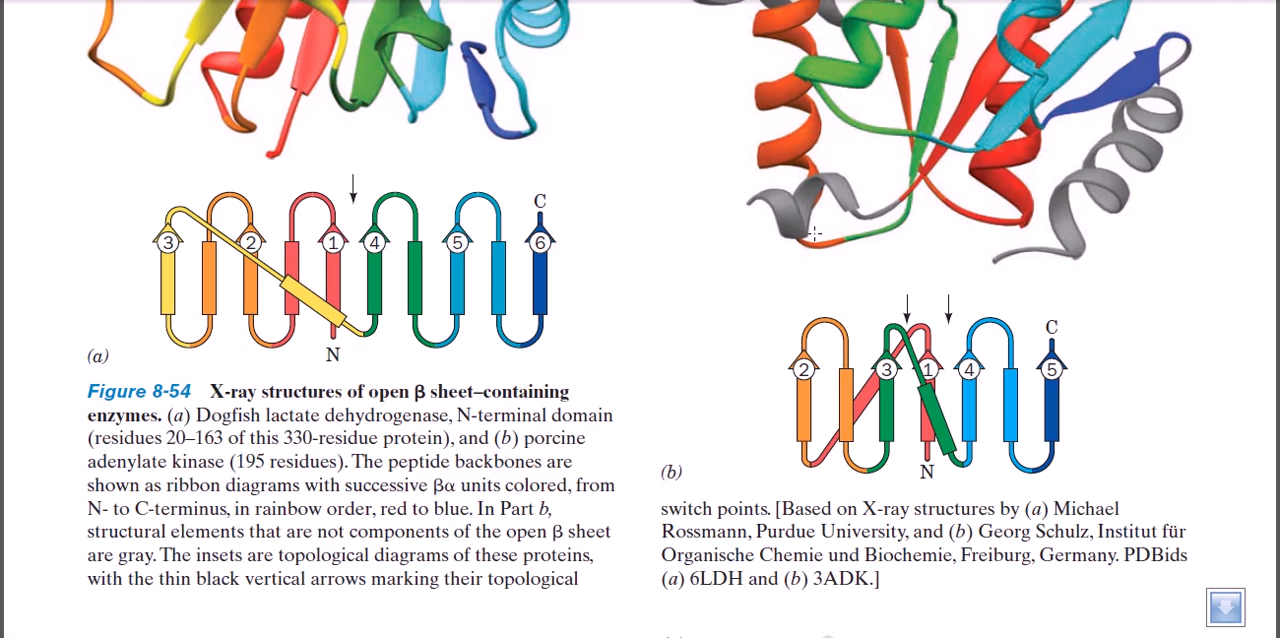 C
3 2 1 4 5 6
N
(a)
Figure 8-54 X-ray structures of open β sheet–containing
enzymes. (a) Dogfish lactate dehydrogenase, N-terminal domain
(residues 20–163 of this 330-residue protein), and (b) porcine
adenylate kinase (195 residues). The peptide backbones are
shown as ribbon diagrams with successive βα units colored, from
N- to C-terminus, in rainbow order, red to blue. In Part b,
structural elements that are not components of the open β sheet
are gray. The insets are topological diagrams of these proteins,
with the thin black vertical arrows marking their topological
C
2 3 1 4 5
N
(b)
switch points. [Based on X-ray structures by (a) Michael
Rossmann, Purdue University, and (b) Georg Schulz, Institut für
Organische Chemie und Biochemie, Freiburg, Germany. PDBids
(a) 6LDH and (b) 3ADK.]